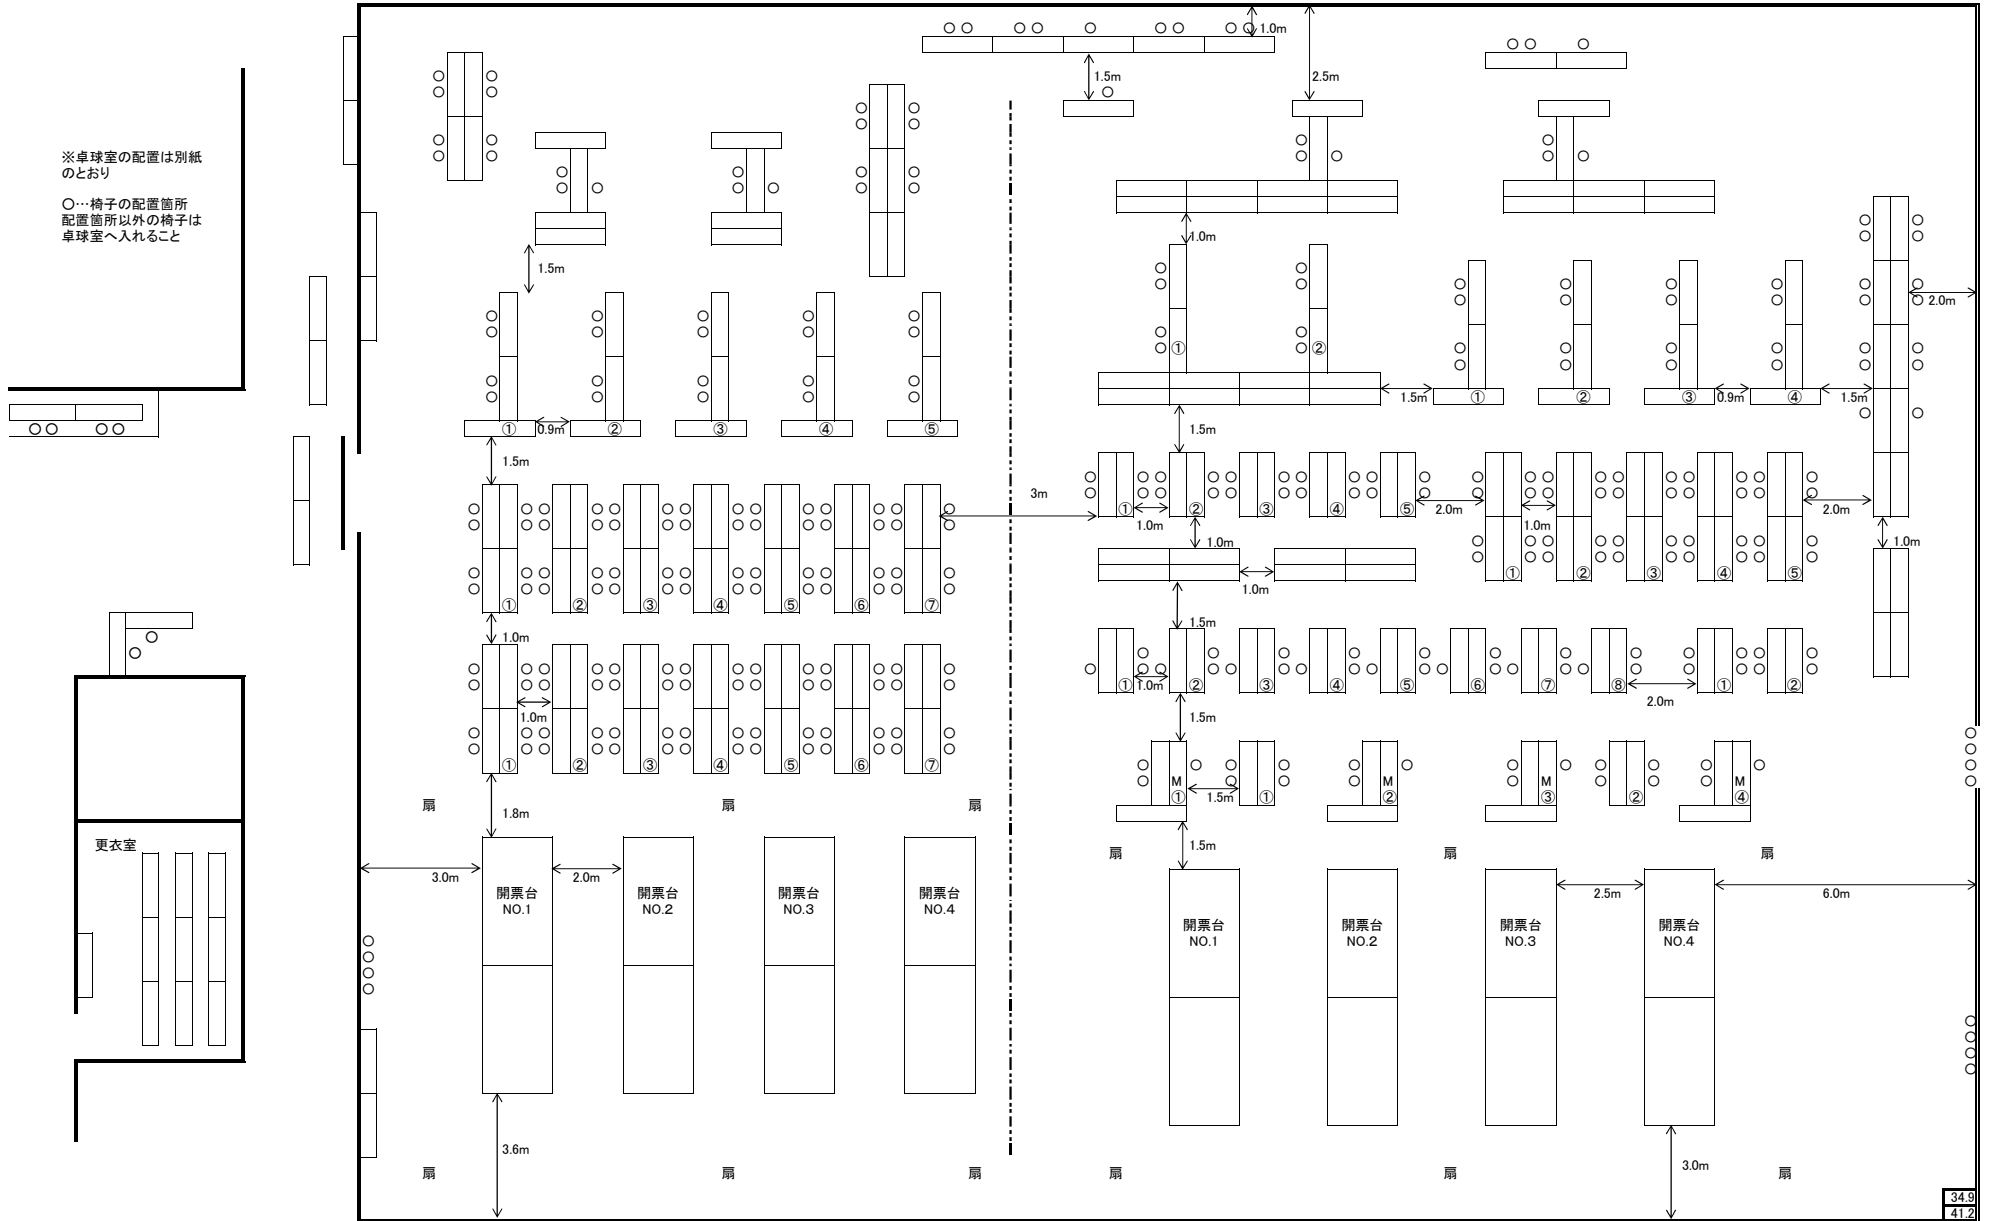 1.0m
1.5m
2.5m
※卓球室の配置は別紙
のとおり
○…椅子の配置箇所
配置箇所以外の椅子は
卓球室へ入れること
1.0m
1.5m
2.0m
① ②
1.5m ① ② 0.9m ③ ④ 1.5m
① 0.9m ② ③ ④ ⑤
1.5m
1.5m
3m
① ② ③ ④ ⑤ 2.0m 2.0m
1.0m 1.0m
1.0m 1.0m
① ② ③ ④ ⑤
1.0m
① ② ③ ④ ⑤ ⑥ ⑦
1.5m
1.0m
① 1.0m ② ③ ④ ⑤ ⑥ ⑦ ⑧ ① ②
2.0m
1.0m
1.5m
① ② ③ ④ ⑤ ⑥ ⑦
M M M M
① 1.5m ① ② ③ ② ④
扇 扇 扇
1.8m
更衣室
1.5m
扇 扇 扇
3.0m 2.0m
2.5m 6.0m
開票台
NO.1
開票台
NO.2
開票台
NO.3
開票台
NO.4
開票台
NO.1
開票台
NO.2
開票台
NO.3
開票台
NO.4
3.6m
3.0m
扇 扇 扇 扇 扇 扇
34.9
41.2